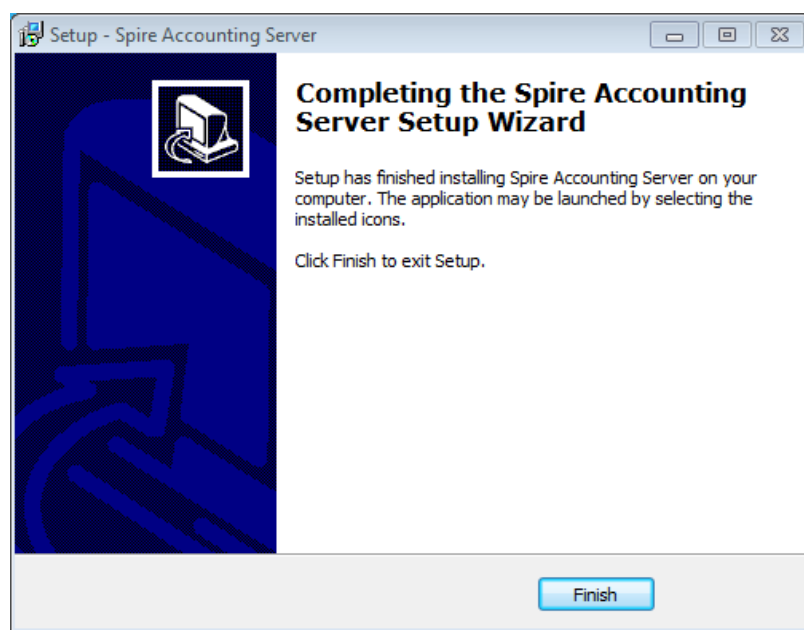 Setup - Spire Accounting Server
Completing the Spire Accounting
Server Setup Wizard
Setup has finished installing Spire Accounting Server on your
computer. The application may be launched by selecting the
installed icons.
Click Finish to exit Setup.
Finish